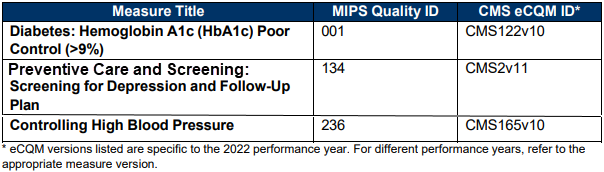 Measure Title MIPS Quality ID CMS eCQM ID*
Diabetes: Hemoglobin A1c (HbA1c) Poor 001 CMS122v10
Control (>9%)
Preventive Care and Screening: 134 CMS2v11
Screening for Depression and Follow-Up
Plan
Controlling High Blood Pressure 236 CMS165v10
* eCQM versions listed are specific to the 2022 performance year. For different performance years, refer to the
appropriate measure version.